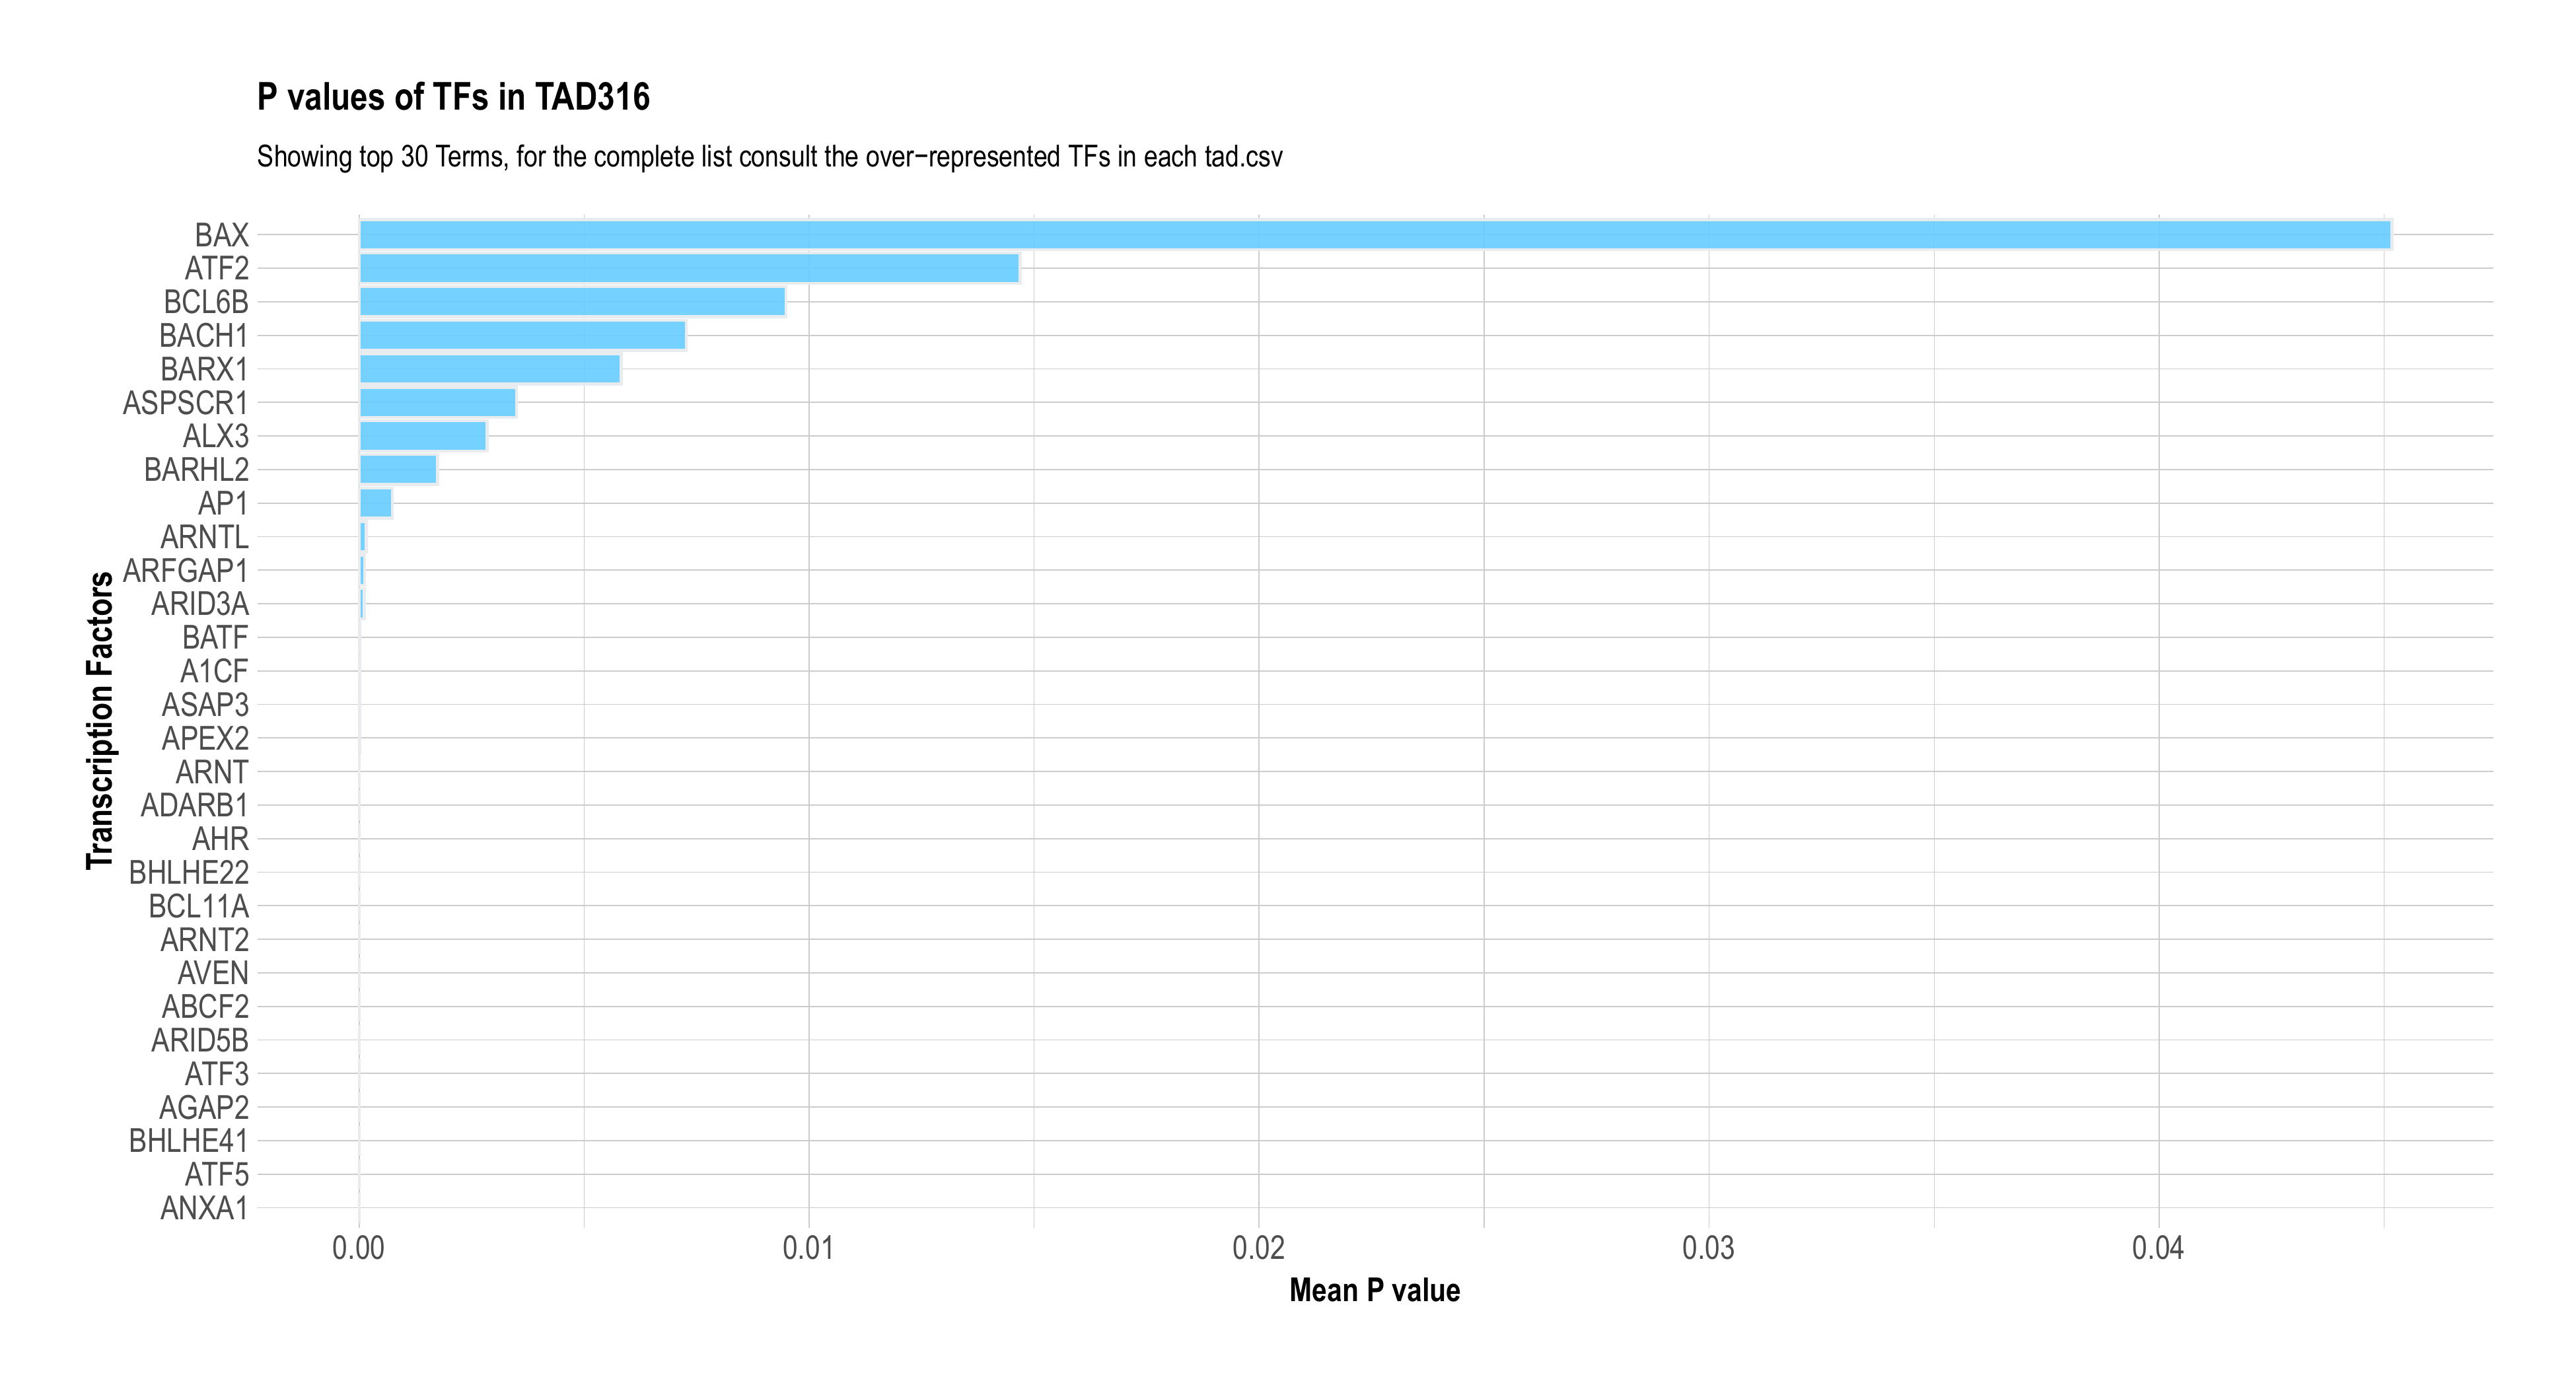 P values of TFs in TAD316
Showing top 30 Terms, for the complete list consult the over−represented TFs in each tad.csv
Transcription Factors
BAX
ATF2
BCL6B
BACH1
BARX1
ASPSCR1
ALX3
BARHL2
AP1
ARNTL
ARFGAP1
ARID3A
BATF
A1CF
ASAP3
APEX2
ARNT
ADARB1
AHR
BHLHE22
BCL11A
ARNT2
AVEN
ABCF2
ARID5B
ATF3
AGAP2
BHLHE41
ATF5
ANXA1
0.00 0.01 0.02 0.03 0.04
Mean P value